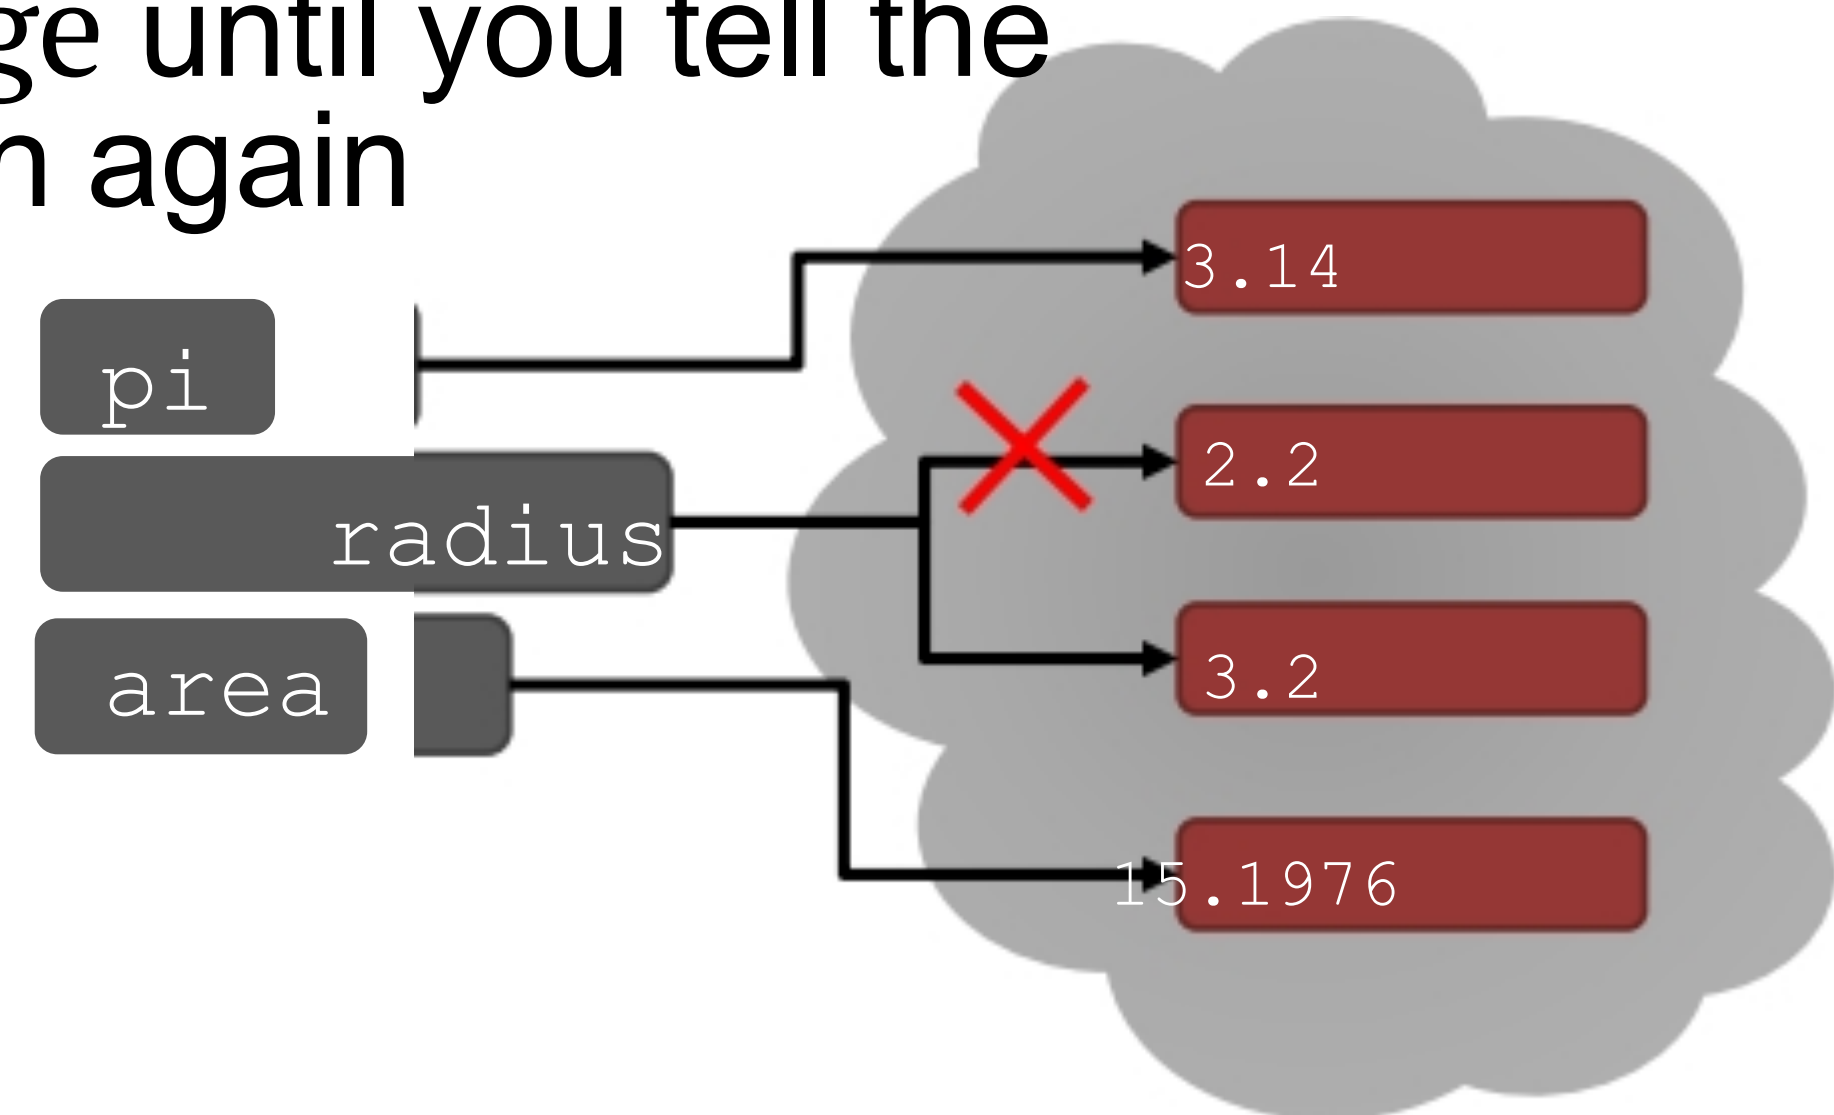 ge until you tell the
n again
pi
3.14
radius
2.2
3.2
area
15.1976